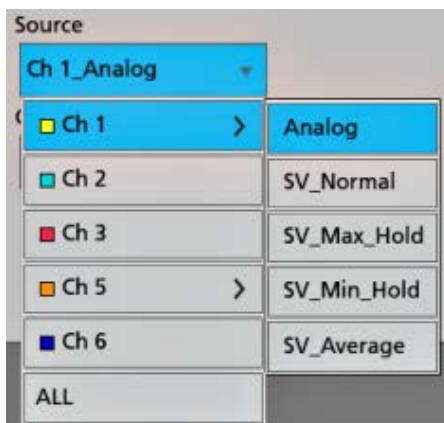 Source
Ch 1_Analog
Ch 1
Analog
Ch 2
SV_Normal
Ch 3
SV_Max_Hold
Ch 5
SV_Min_Hold
Ch 6
SV_Average
ALL